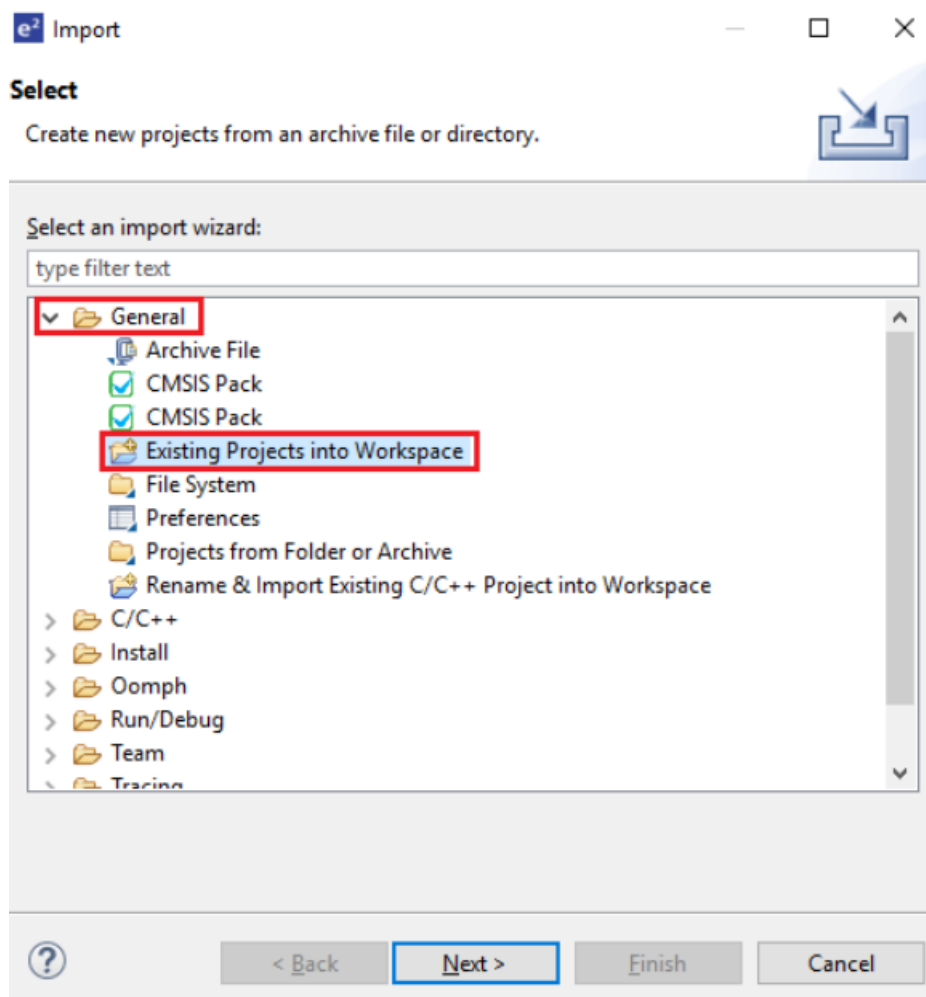 e² Import
Select
Create new projects from an archive file or directory.
Select an import wizard:
type filter text
General
Archive File
CMSIS Pack
CMSIS Pack
Existing Projects into Workspace
File System
Preferences
Projects from Folder or Archive
Rename & Import Existing C/C++ Project into Workspace
C/C++
Install
Oomph
Run/Debug
Team
Tracing
? < Back Next > Finish Cancel